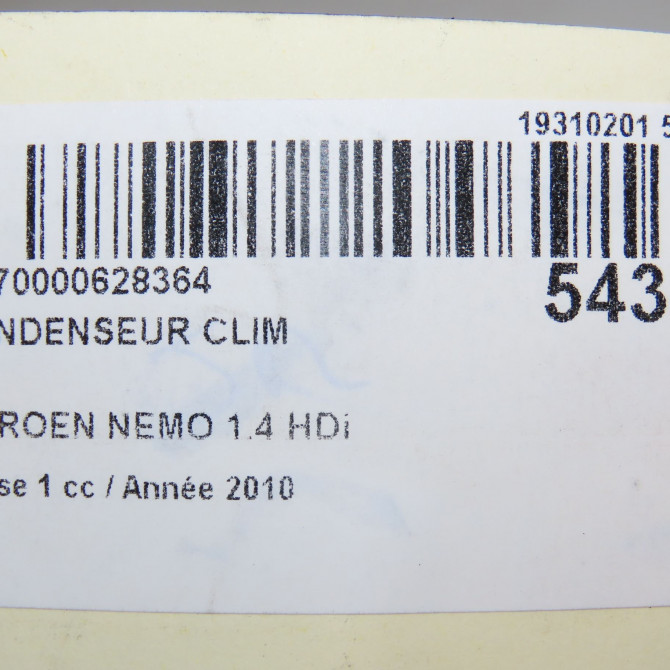 19310201 5
70000628364
543
NDENSEUR CLIM
ROEN NEMO 1.4 HDi
se 1 cc / Année 2010